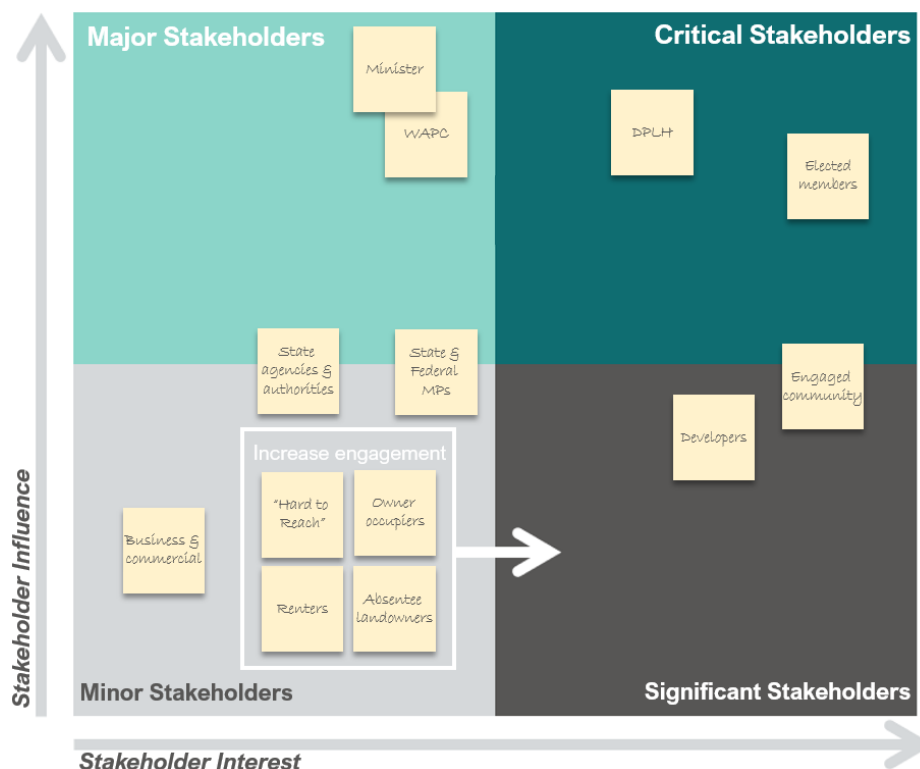 Major Stakeholders
Critical Stakeholders
Minister
WAPC
DPLH
Elected
members
State
agencies &
authorities
State &
Federal
MPs
Engaged
community
Developers
Increase engagement
"Hard to
Reach"
Owner
occupiers
Business &
commercial
Renters
Absentee
landowners
Minor Stakeholders
Significant Stakeholders
Stakeholder Influence
Stakeholder Interest